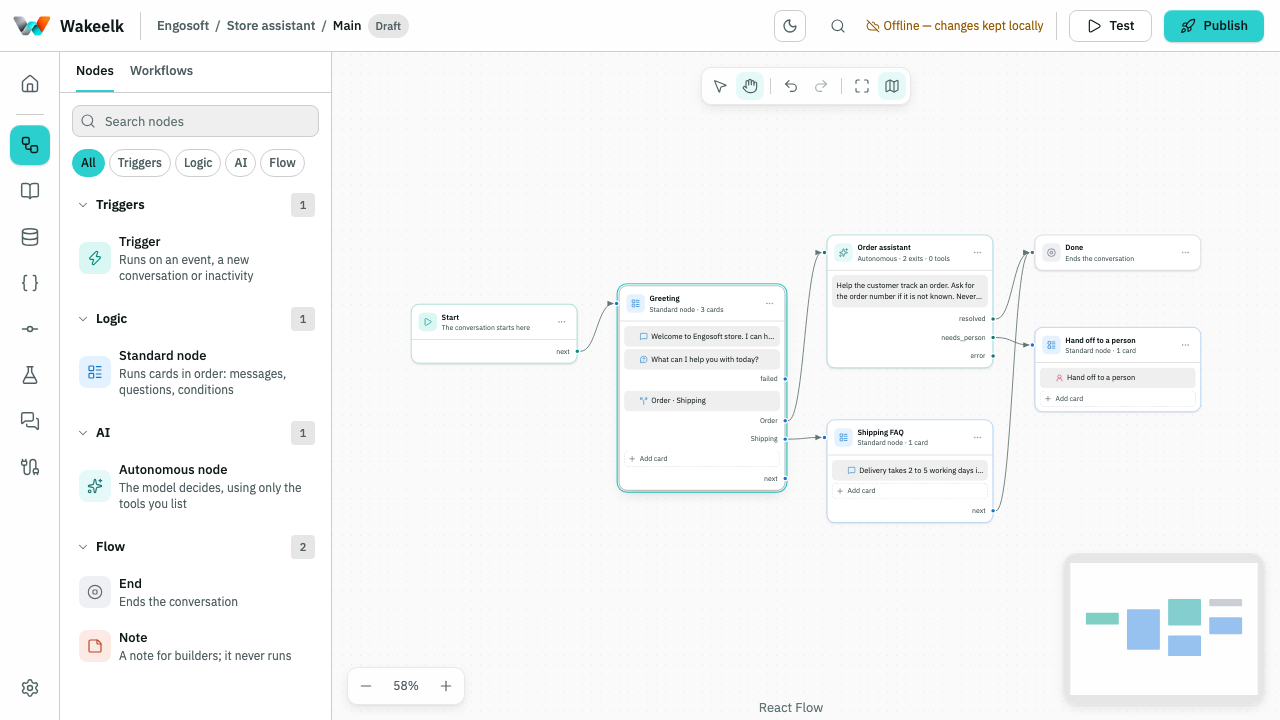 Wakeelk
Engosoft / Store assistant / Main Draft
Offline — changes kept locally
Test
Publish
Nodes Workflows
Search nodes
All Triggers Logic AI Flow
Triggers 1
Trigger
Runs on an event, a new
conversation or inactivity
Logic 1
Standard node
Runs cards in order: messages,
questions, conditions
AI 1
Autonomous node
The model decides, using only the
tools you list
Flow 2
End
Ends the conversation
Note
A note for builders; it never runs
Start
The conversation starts here
next
Greeting
Standard node · 3 cards
Welcome to Engosoft store. I can h...
What can I help you with today?
failed
Order · Shipping
Order
Shipping
+ Add card
next
Order assistant
Autonomous · 2 exits · 0 tools
Help the customer track an order. Ask for
the order number if it is not known. Never...
resolved
needs_person
error
Shipping FAQ
Standard node · 1 card
Delivery takes 2 to 5 working days i...
+ Add card
next
Done
Ends the conversation
Hand off to a person
Standard node · 1 card
Hand off to a person
+ Add card
58%
React Flow